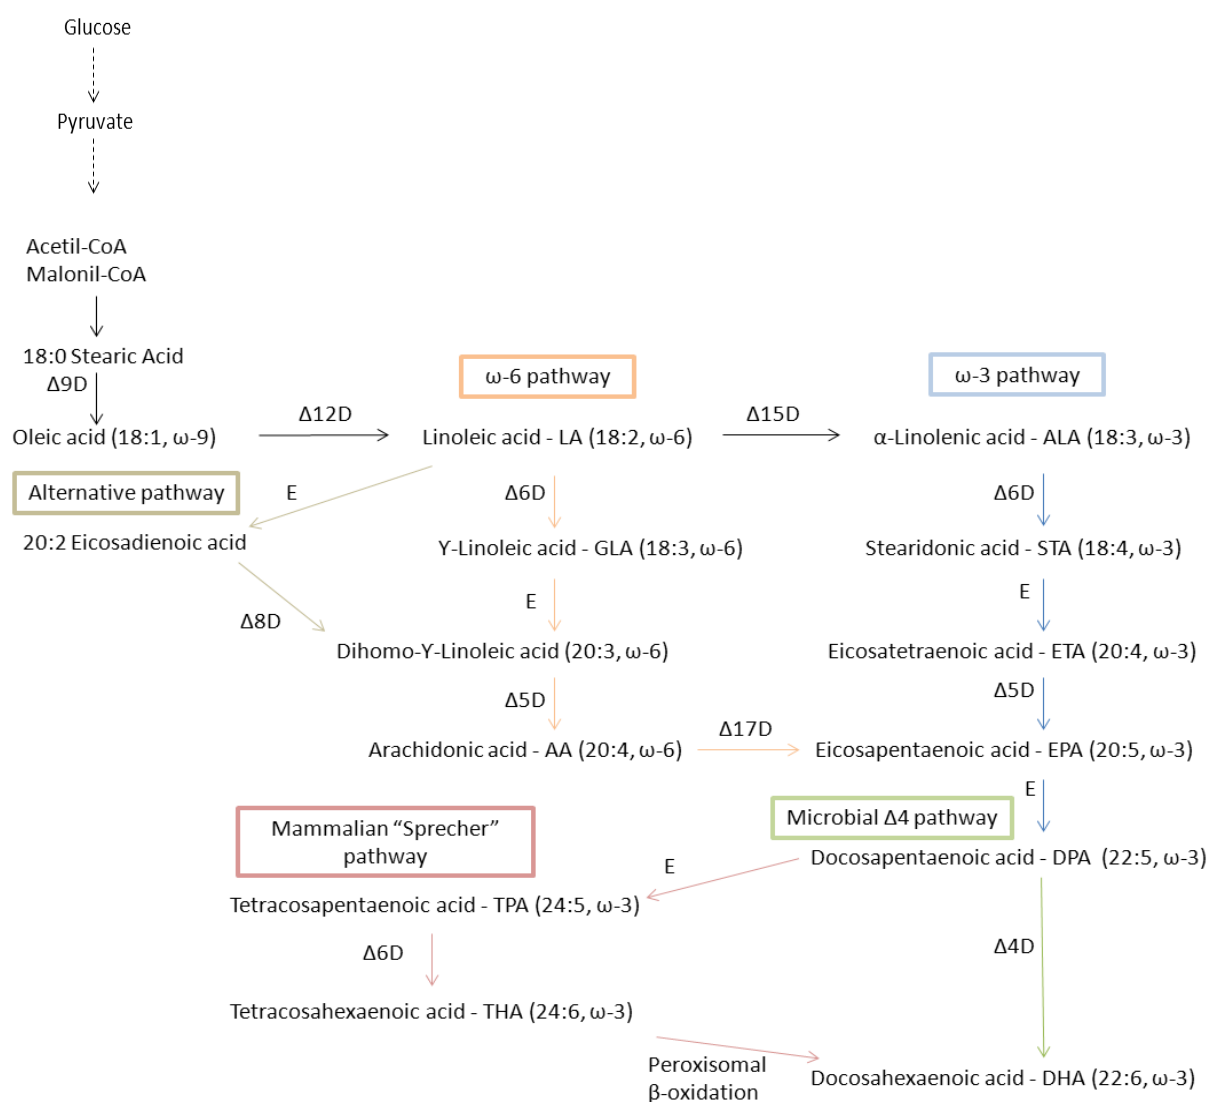 Glucose
Pyruvate
Acetil-CoA
Malonil-CoA
18:0 Stearic Acid
Δ9D
ω-6 pathway
ω-3 pathway
Oleic acid (18:1, ω-9)
Δ12D
Linoleic acid - LA (18:2, ω-6)
Δ15D
α-Linolenic acid - ALA (18:3, ω-3)
Alternative pathway
E
Δ6D
Δ6D
20:2 Eicosadienoic acid
Υ-Linoleic acid - GLA (18:3, ω-6)
Stearidonic acid - STA (18:4, ω-3)
E
E
Δ8D
Dihomo-Υ-Linoleic acid (20:3, ω-6)
Eicosatetraenoic acid - ETA (20:4, ω-3)
Δ5D
Δ5D
Arachidonic acid - AA (20:4, ω-6)
Δ17D
Eicosapentaenoic acid - EPA (20:5, ω-3)
E
Mammalian “Sprecher”
pathway
Microbial Δ4 pathway
Docosapentaenoic acid - DPA (22:5, ω-3)
E
Tetracosapentaenoic acid - TPA (24:5, ω-3)
Δ6D
Δ4D
Tetracosahexaenoic acid - THA (24:6, ω-3)
Peroxisomal
β-oxidation
Docosahexaenoic acid - DHA (22:6, ω-3)